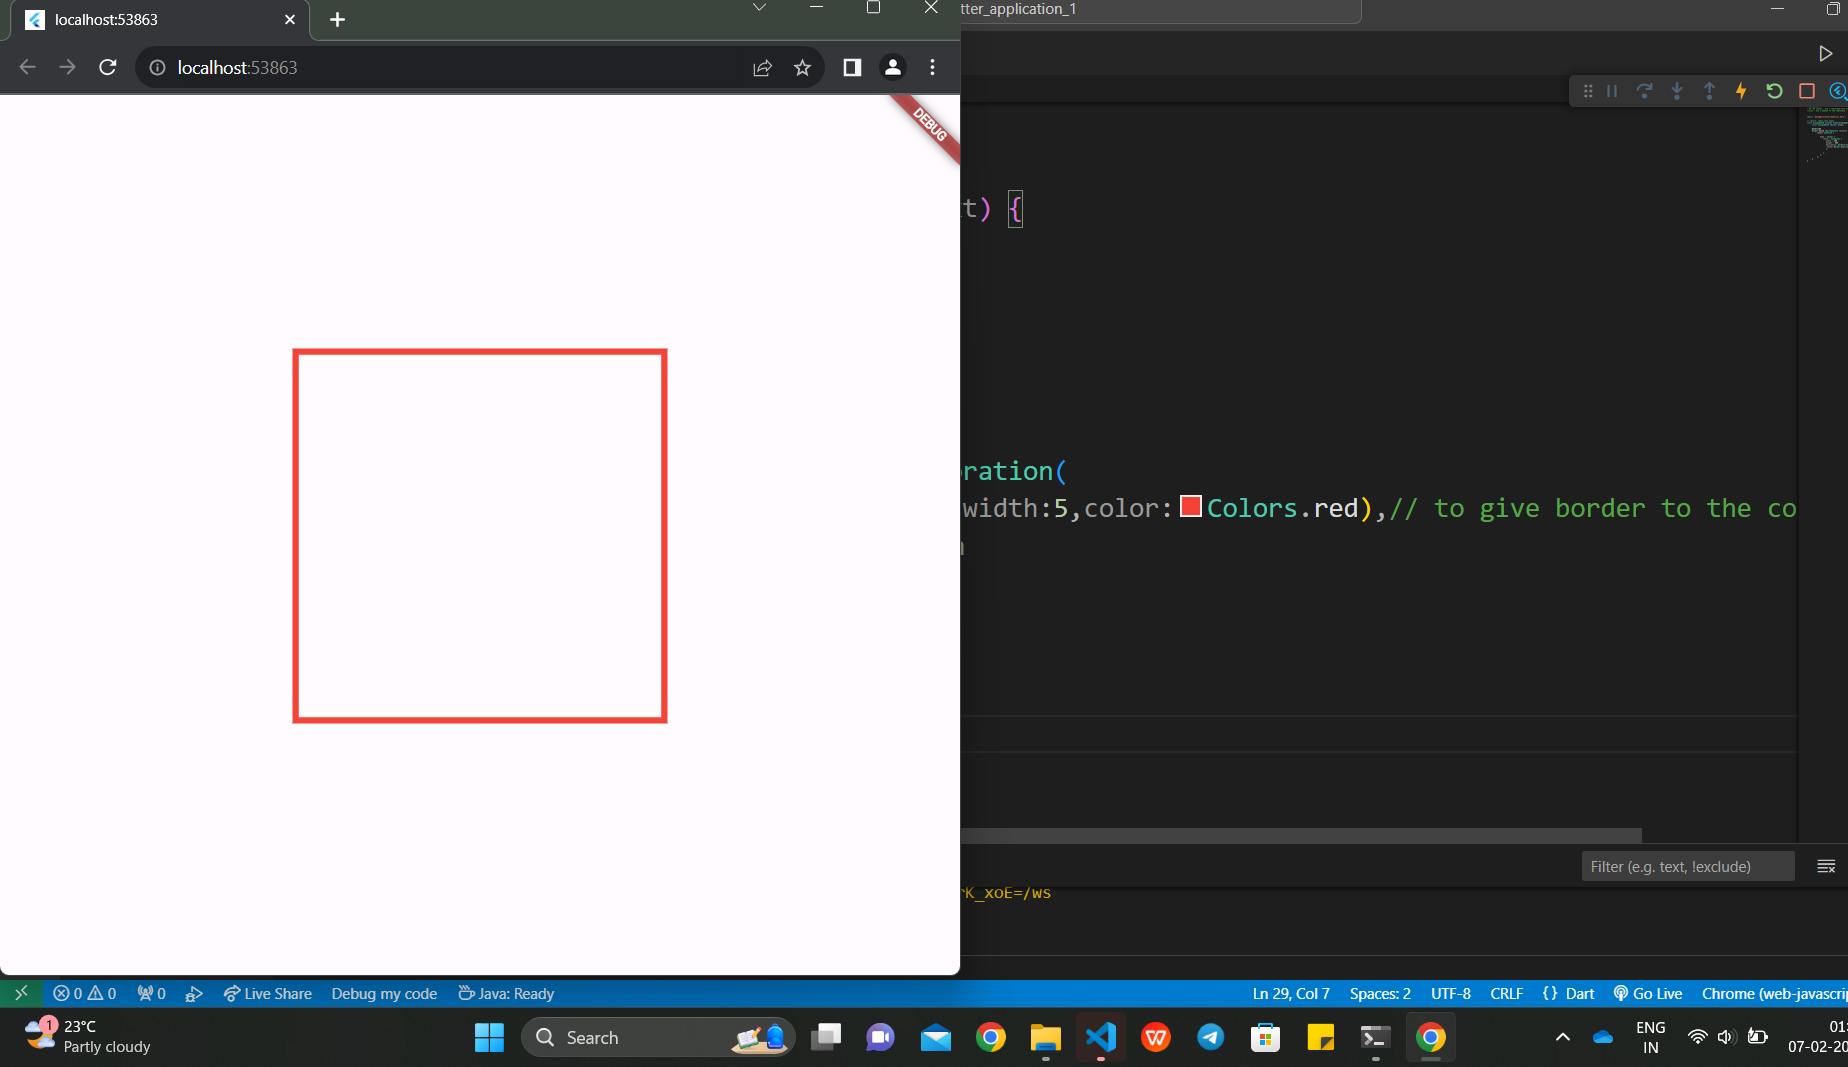 localhost:53863
tter_application_1
localhost:53863
DEBUG
t) {
ration(
width:5,color: Colors.red),// to give border to the co
Filter (e.g. text, !exclude)
K_xoE=/ws
0 0 0 Live Share Debug my code Java: Ready Ln 29, Col 7 Spaces: 2 UTF-8 CRLF {} Dart Go Live Chrome (web-javascrip
1 23°C
Partly cloudy
Search
ENG
IN
01:
07-02-20